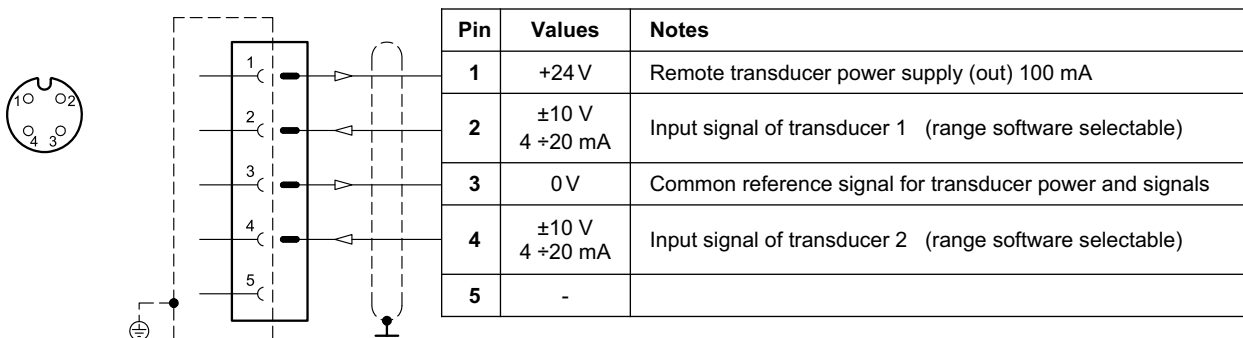 1 2
4 3
1
2
3
4
5
Pin Values Notes
1 +24 V Remote transducer power supply (out) 100 mA
2 ±10 V
4 ÷20 mA Input signal of transducer 1 (range software selectable)
3 0 V Common reference signal for transducer power and signals
4 ±10 V
4 ÷20 mA Input signal of transducer 2 (range software selectable)
5 -